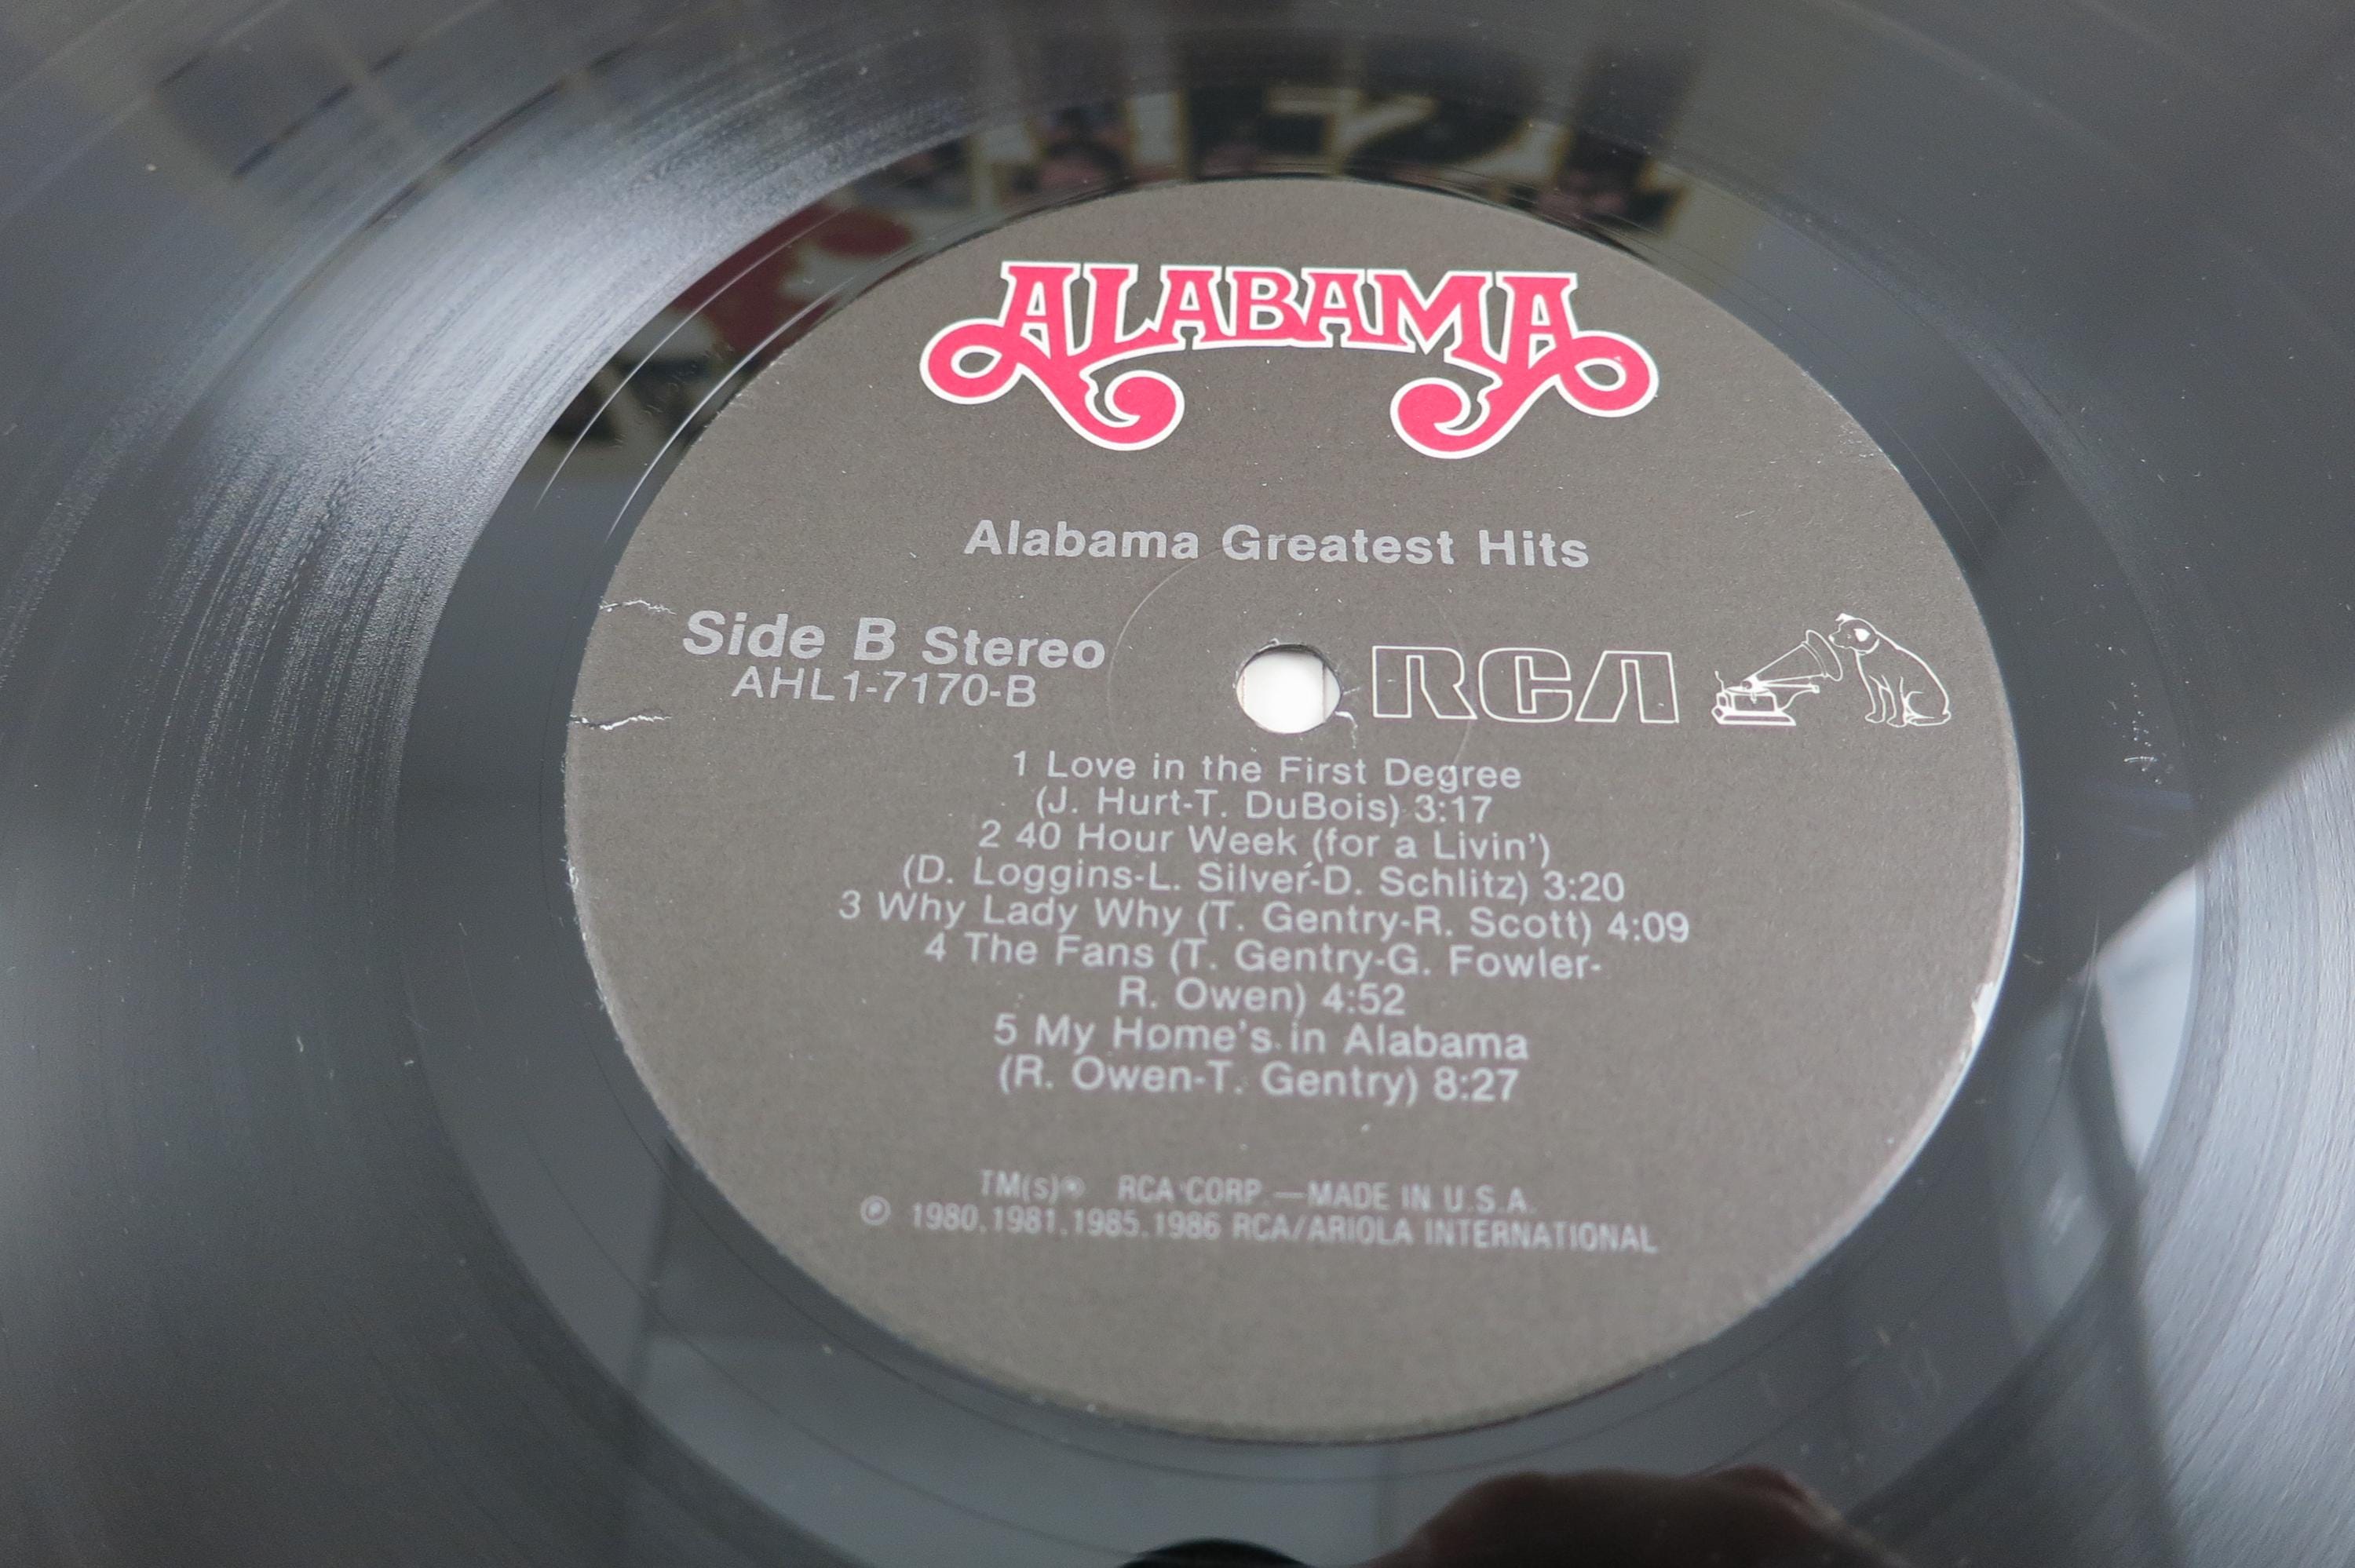 ALABAMA
Alabama Greatest Hits
Side B Stereo
AHL1-7170-B
RCA
1 Love in the First Degree
(J. Hurt-T. DuBois) 3:17
2 40 Hour Week (for a Livin')
(D. Loggins-L. Silver-D. Schlitz) 3:20
3 Why Lady Why (T. Gentry-R. Scott) 4:09
4 The Fans (T. Gentry-G. Fowler-
R. Owen) 4:52
5 My Home's in Alabama
(R. Owen-T. Gentry) 8:27
TM(s)® RCA CORP.—MADE IN U.S.A.
℗ 1980,1981,1985,1986 RCA/ARIOLA INTERNATIONAL